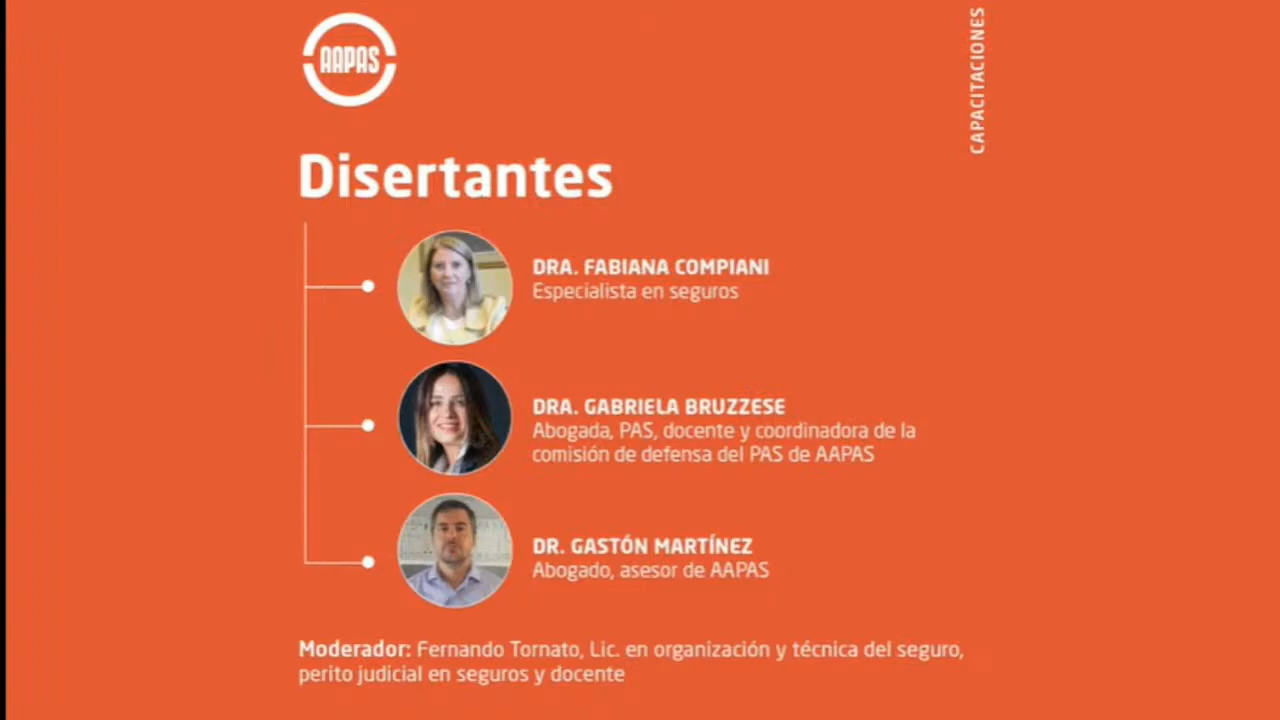 AAPAS
CAPACITACIONES
Disertantes
DRA. FABIANA COMPIANI
Especialista en seguros
DRA. GABRIELA BRUZZESE
Abogada, PAS, docente y coordinadora de la
comisión de defensa del PAS de AAPAS
DR. GASTÓN MARTÍNEZ
Abogado, asesor de AAPAS
Moderador: Fernando Tornato, Lic. en organización y técnica del seguro,
perito judicial en seguros y docente